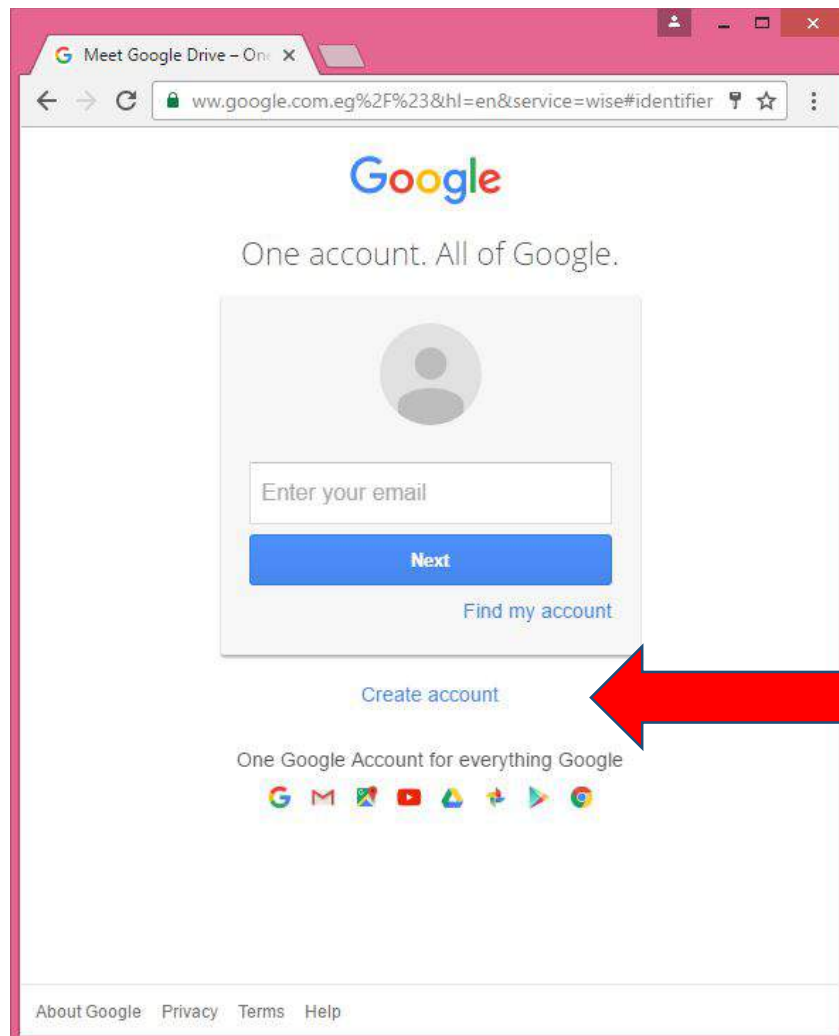 Meet Google Drive – On
ww.google.com.eg%2F%23&hl=en&service=wise#identifier
Google
One account. All of Google.
Enter your email
Next
Find my account
Create account
One Google Account for everything Google
About Google Privacy Terms Help